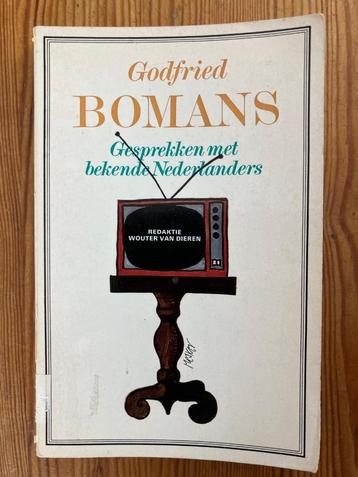 Godfried
BOMANS
Gesprekken met
bekende Nederlanders
REDAKTIE
WOUTER VAN DIEREN